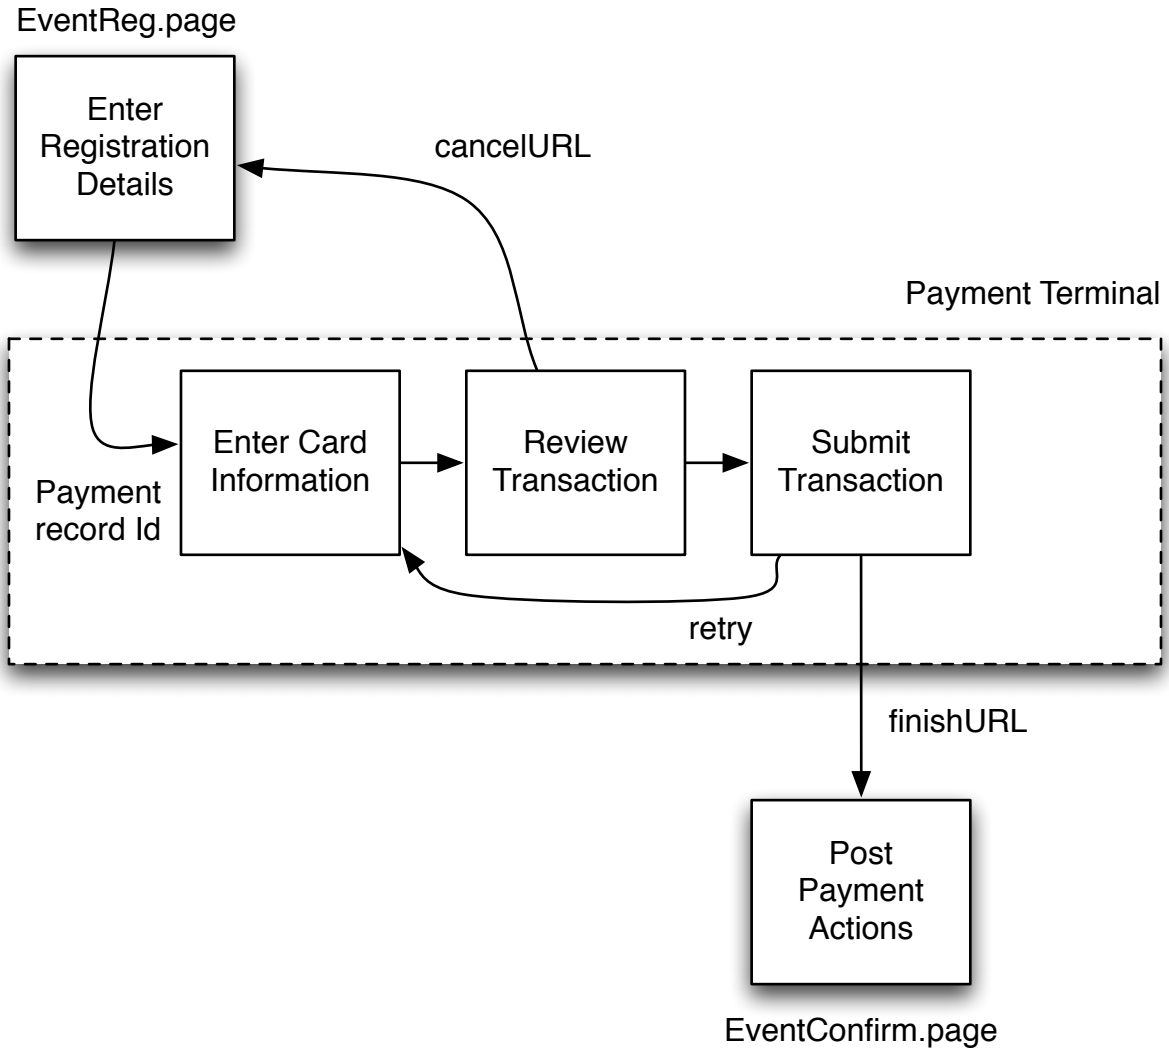 EventReg.page
Enter
Registration
Details
cancelURL
Payment Terminal
Payment
record Id
Enter Card
Information
Review
Transaction
Submit
Transaction
retry
finishURL
Post
Payment
Actions
EventConfirm.page